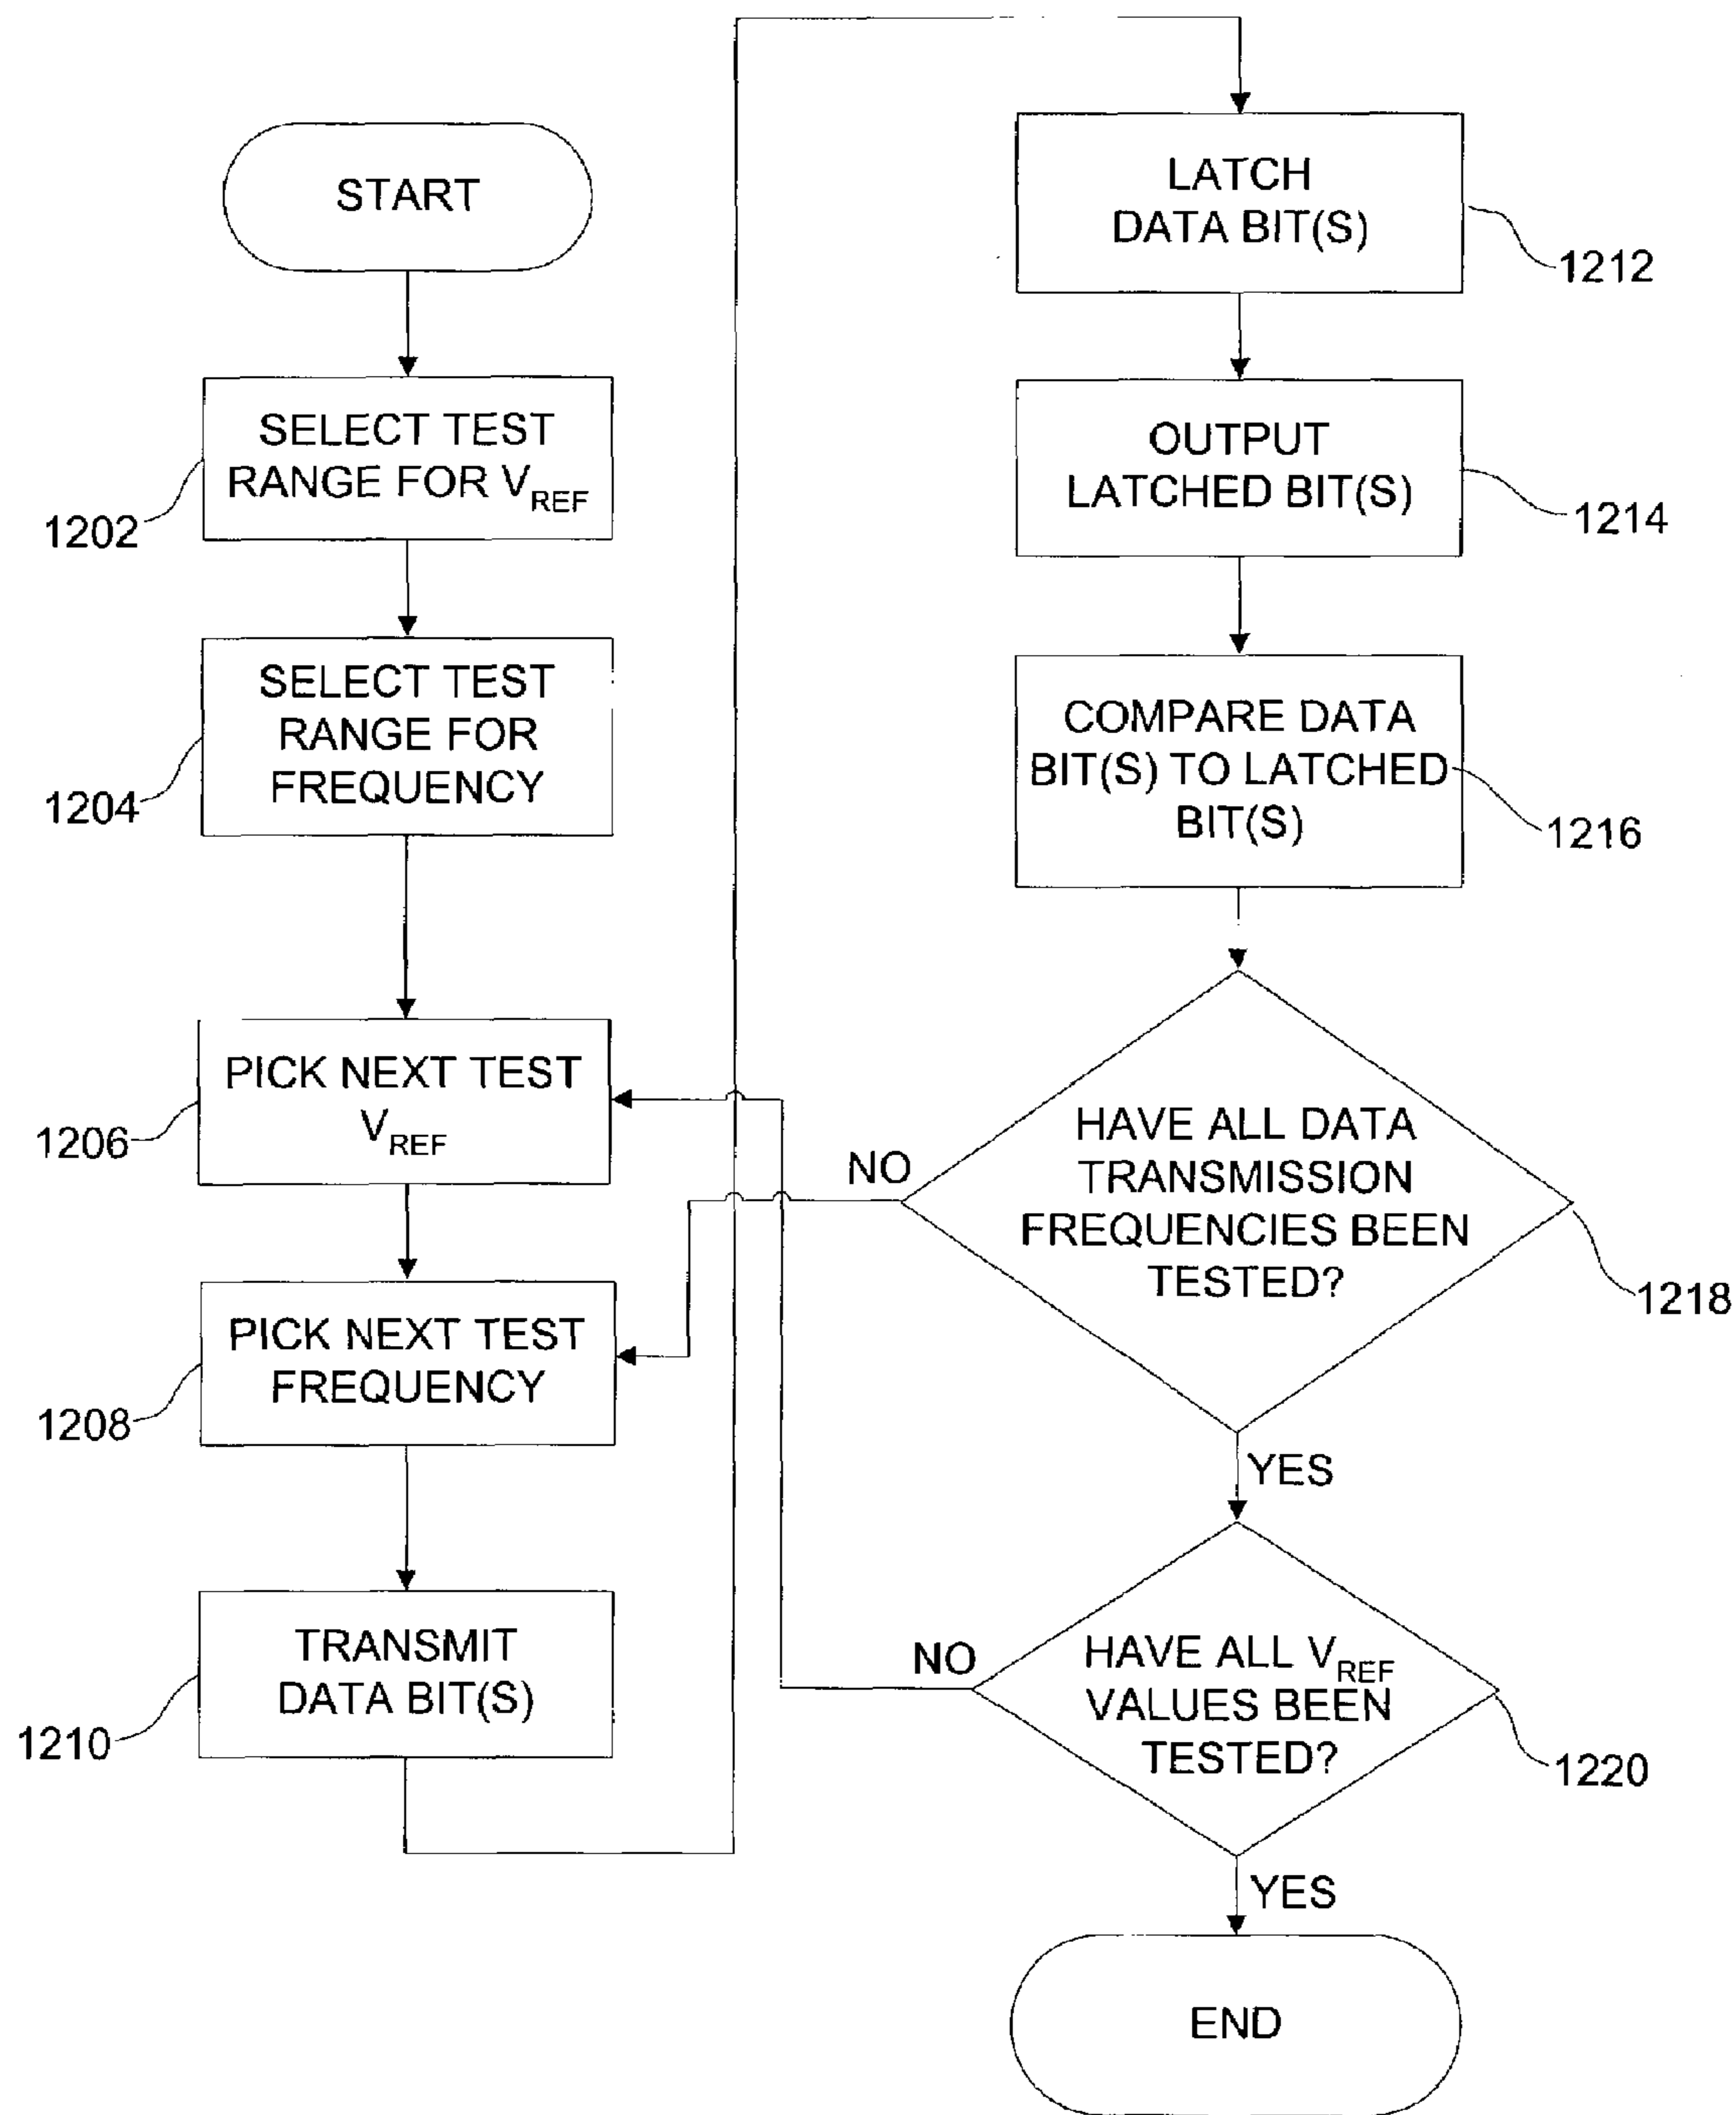 START
SELECT TEST
RANGE FOR VREF
1202
SELECT TEST
RANGE FOR
FREQUENCY
1204
PICK NEXT TEST
VREF
1206
PICK NEXT TEST
FREQUENCY
1208
TRANSMIT
DATA BIT(S)
1210
LATCH
DATA BIT(S)
1212
OUTPUT
LATCHED BIT(S)
1214
COMPARE DATA
BIT(S) TO LATCHED
BIT(S)
1216
HAVE ALL DATA
TRANSMISSION
FREQUENCIES BEEN
TESTED?
NO
1218
YES
HAVE ALL VREF
VALUES BEEN
TESTED?
NO
1220
YES
END